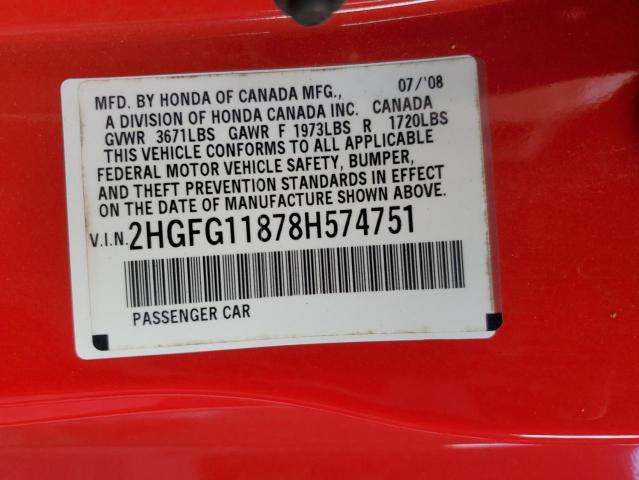 MFD. BY HONDA OF CANADA MFG., 07/'08
A DIVISION OF HONDA CANADA INC. CANADA
GVWR 3671LBS GAWR F 1973LBS R 1720LBS
THIS VEHICLE CONFORMS TO ALL APPLICABLE
FEDERAL MOTOR VEHICLE SAFETY, BUMPER,
AND THEFT PREVENTION STANDARDS IN EFFECT
ON THE DATE OF MANUFACTURE SHOWN ABOVE.
V.I.N. 2HGFG11878H574751
PASSENGER CAR